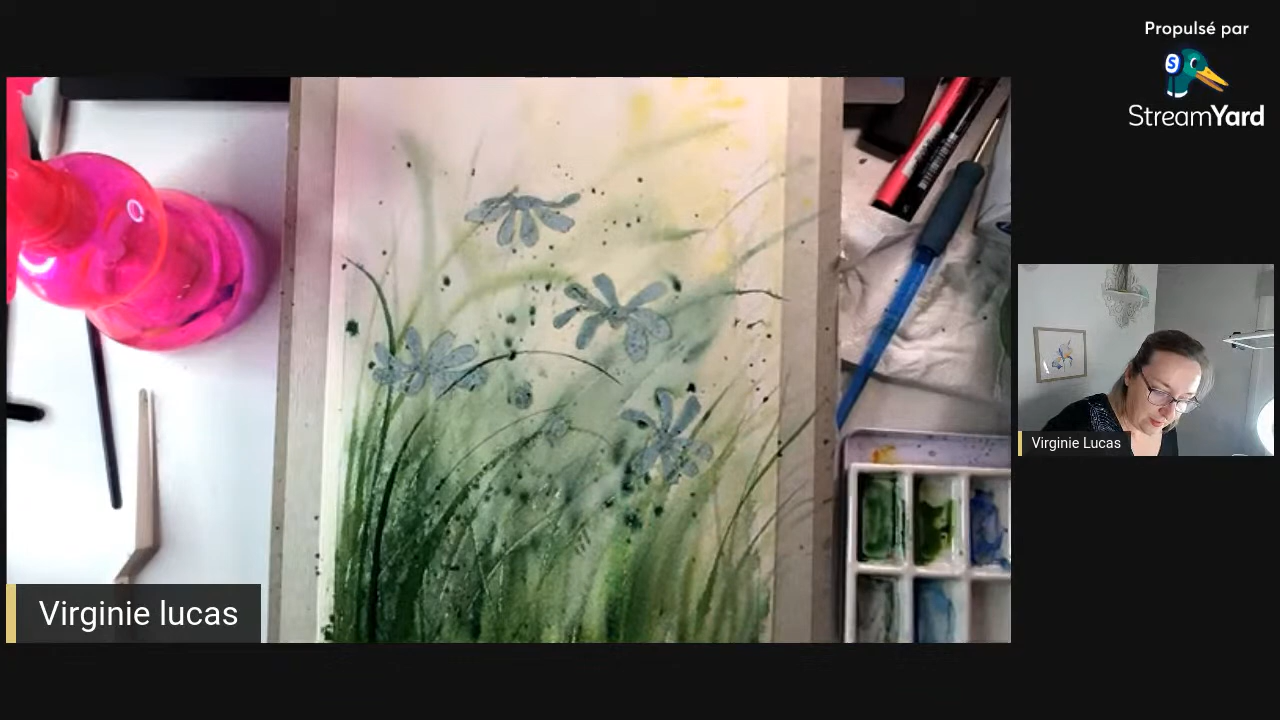 Propulsé par
S
StreamYard
Virginie Lucas
Virginie lucas